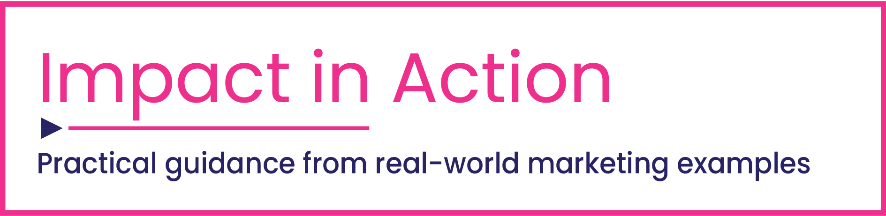 Impact in Action
Practical guidance from real-world marketing examples